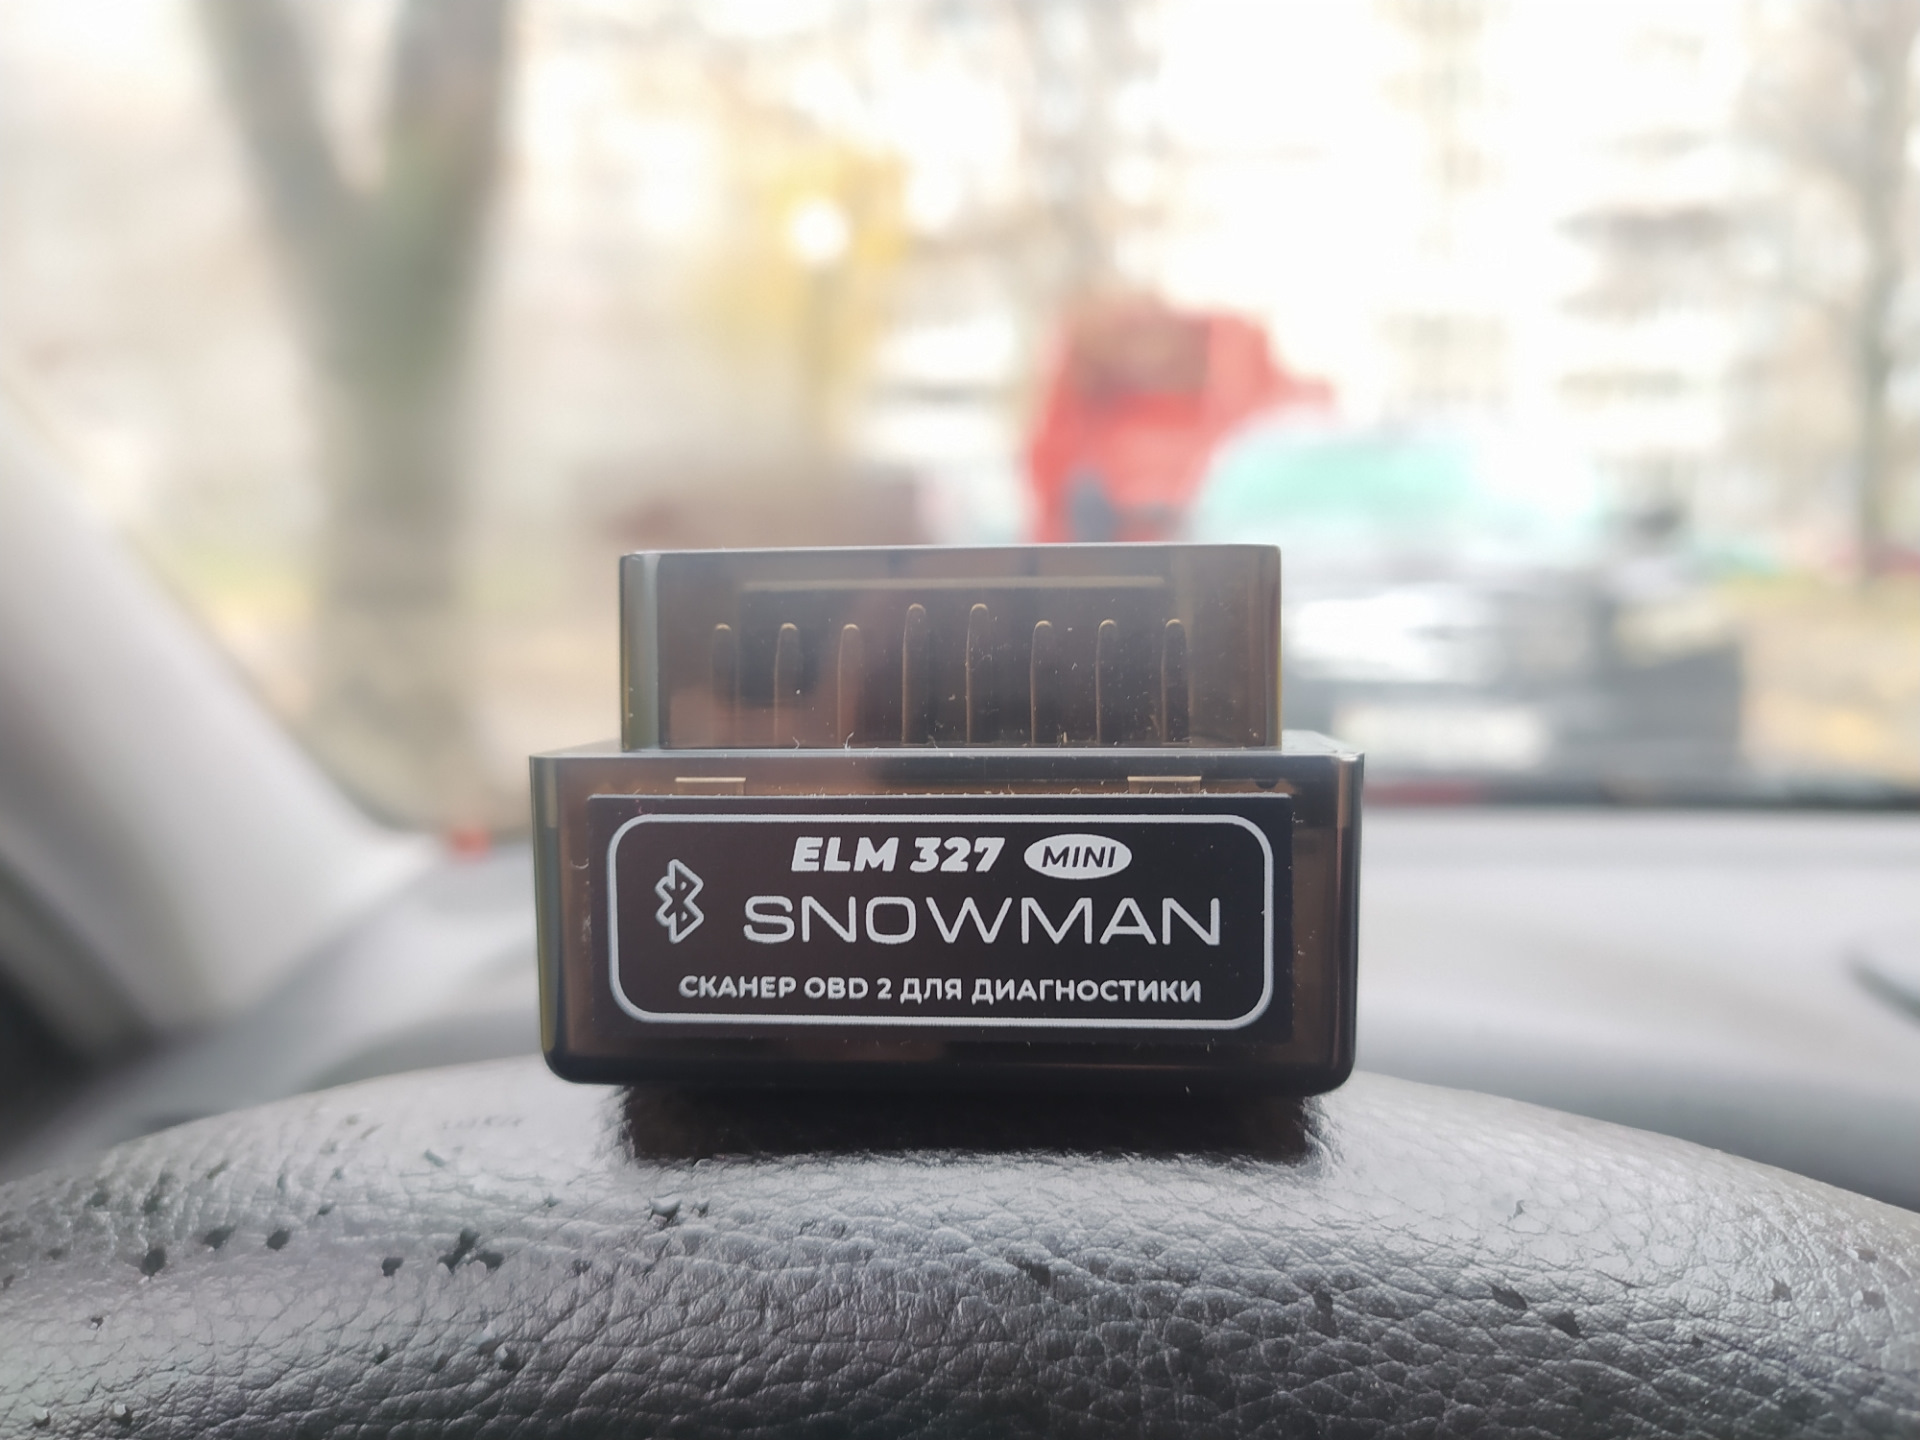 ELM 327 MINI
SNOWMAN
СКАНЕР OBD 2 ДЛЯ ДИАГНОСТИКИ